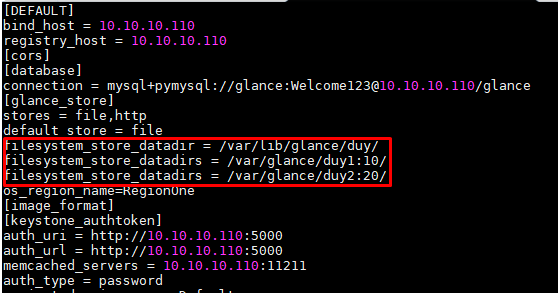 [DEFAULT]
bind_host = 10.10.10.110
registry_host = 10.10.10.110
[cors]
[database]
connection = mysql+pymysql://glance:Welcome123@10.10.10.110/glance
[glance_store]
stores = file,http
default_store = file
filesystem_store_datadir = /var/lib/glance/duy/
filesystem_store_datadirs = /var/glance/duy1:10/
filesystem_store_datadirs = /var/glance/duy2:20/
os_region_name=RegionOne
[image_format]
[keystone_authtoken]
auth_uri = http://10.10.10.110:5000
auth_url = http://10.10.10.110:5000
memcached_servers = 10.10.10.110:11211
auth_type = password